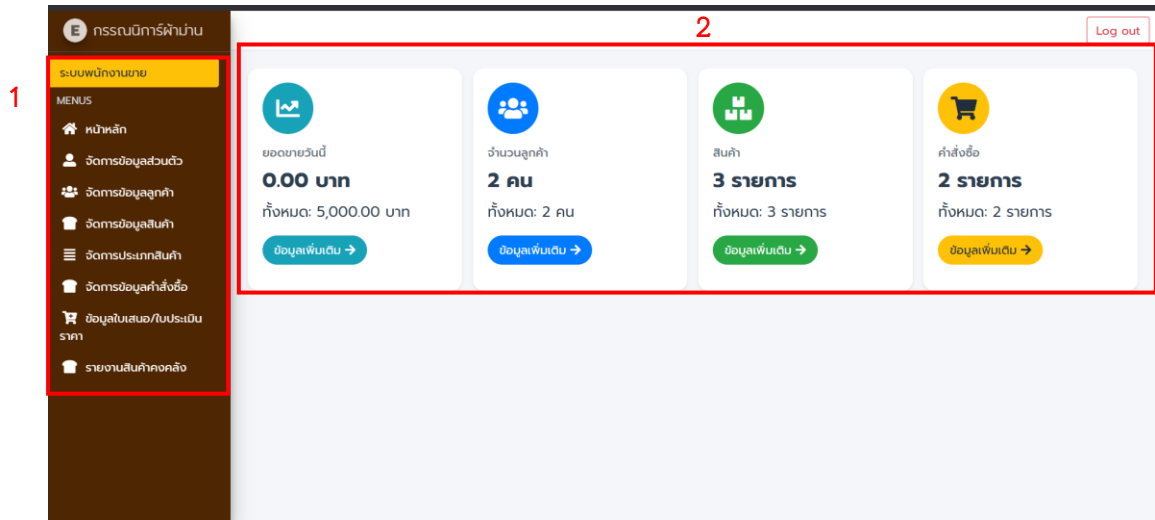 E กรรณนิการ์ผ้าม่าน
2
Log out
1
ระบบพนักงานขาย
MENUS
หน้าหลัก
จัดการข้อมูลส่วนตัว
จัดการข้อมูลลูกค้า
จัดการข้อมูลสินค้า
จัดการประเภทสินค้า
จัดการข้อมูลคำสั่งซื้อ
ข้อมูลใบเสนอ/ใบประเมิน
ราคา
รายงานสินค้าคงคลัง
ยอดขายวันนี้
0.00 บาท
ทั้งหมด: 5,000.00 บาท
ข้อมูลเพิ่มเติม
จำนวนลูกค้า
2 คน
ทั้งหมด: 2 คน
ข้อมูลเพิ่มเติม
สินค้า
3 รายการ
ทั้งหมด: 3 รายการ
ข้อมูลเพิ่มเติม
คำสั่งซื้อ
2 รายการ
ทั้งหมด: 2 รายการ
ข้อมูลเพิ่มเติม